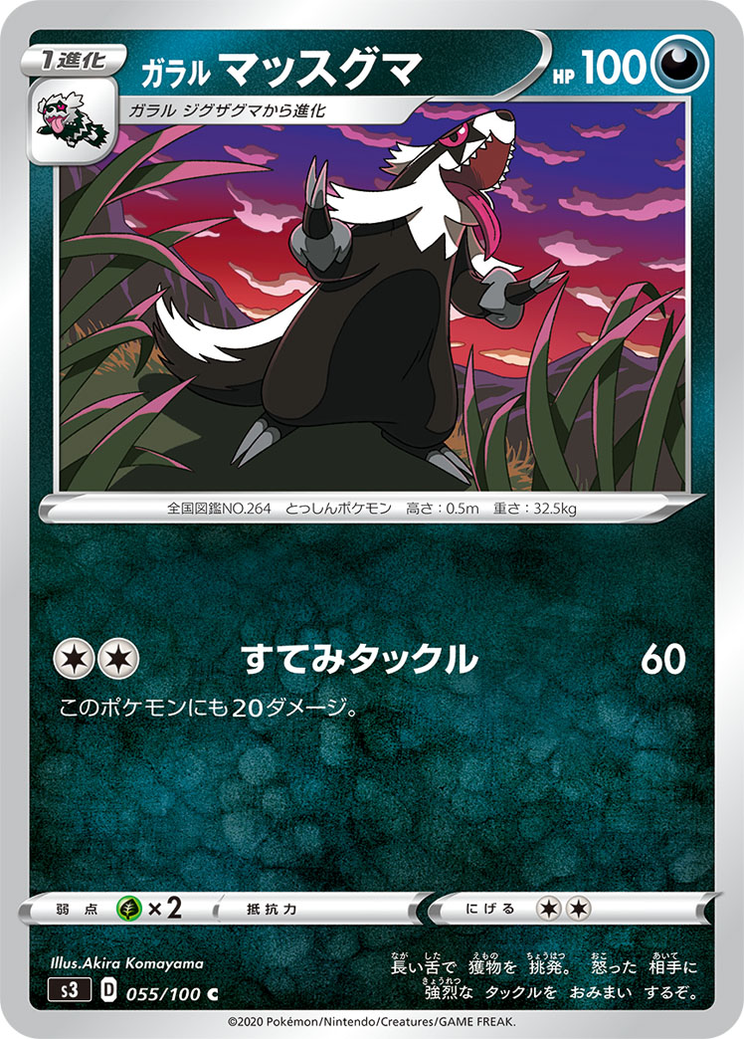 1進化
ガラル マッスグマ
HP 100
ガラル ジグザグマから進化
全国図鑑NO.264 とっしんポケモン 高さ：0.5m 重さ：32.5kg
すてみタックル 60
このポケモンにも20ダメージ。
弱点 ×2 抵抗力 にげる
Illus.Akira Komayama
s3 D 055/100 C
長い舌で 獲物を 挑発。 怒った 相手に
強烈な タックルを おみまい するぞ。
©2020 Pokémon/Nintendo/Creatures/GAME FREAK.